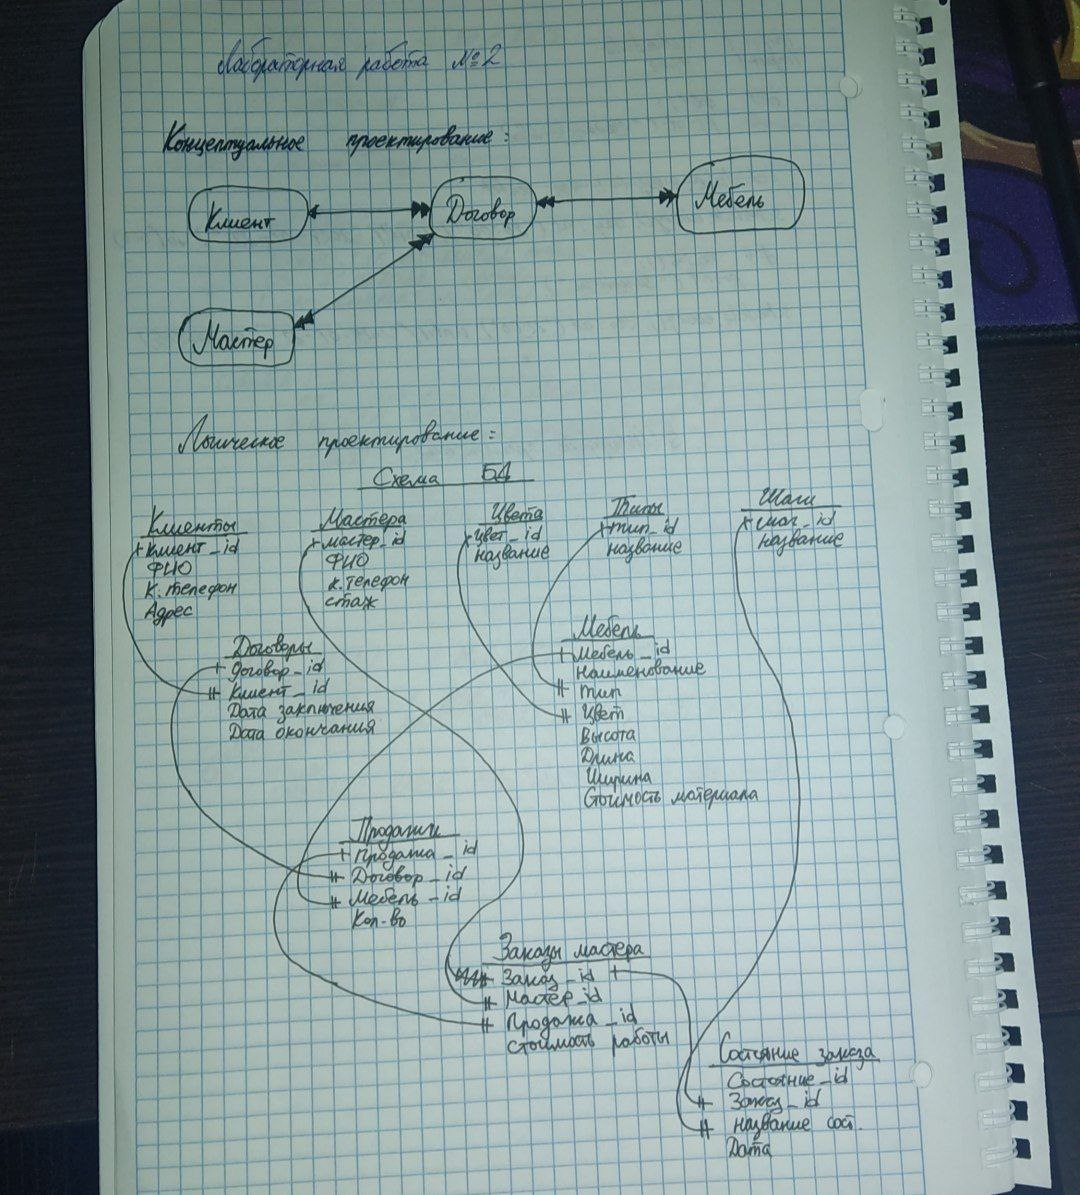 Лабораторная работа №2
Концептуальное проектирование:
Клиент
Договор
Мебель
Мастер
Логическое проектирование:
Схема БД
Клиенты
клиент_id
ФИО
К.телефон
Адрес
Мастера
мастер_id
ФИО
к.телефон
стаж
Цвета
цвет_id
название
Типы
тип_id
название
Шаги
шаг_id
название
Договоры
договор_id
Клиент_id
Дата заключения
Дата окончания
Мебель
Мебель_id
Наименование
Тип
Цвет
Высота
Длина
Ширина
Стоимость материала
Продажи
Продажа_id
Договор_id
Мебель_id
Кол-во
Заказы мастера
Заказ_id
Мастер_id
Продажа_id
стоимость работы
Состояние заказа
Состояние_id
Заказ_id
название сост.
Дата